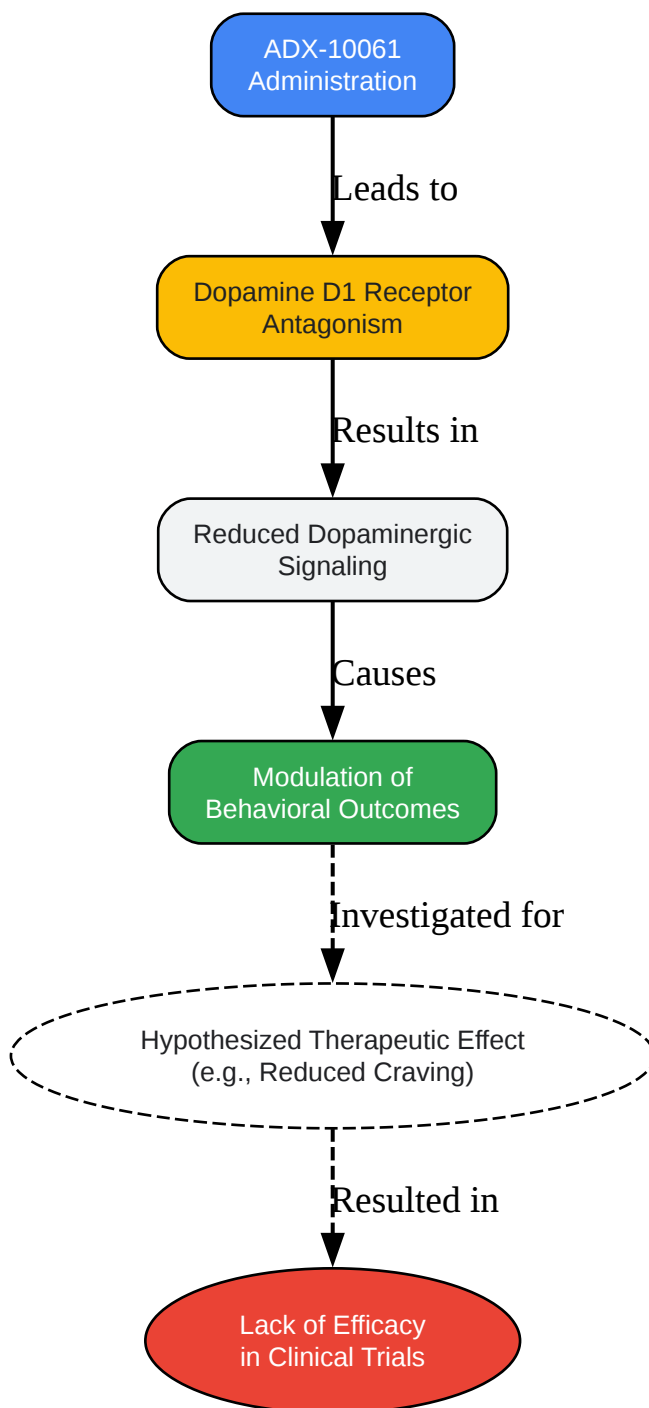 ADX-10061
Administration
Leads to
Dopamine D1 Receptor
Antagonism
Results in
Reduced Dopaminergic
Signaling
Causes
Modulation of
Behavioral Outcomes
Investigated for
Hypothesized Therapeutic Effect
(e.g., Reduced Craving)
Resulted in
Lack of Efficacy
in Clinical Trials